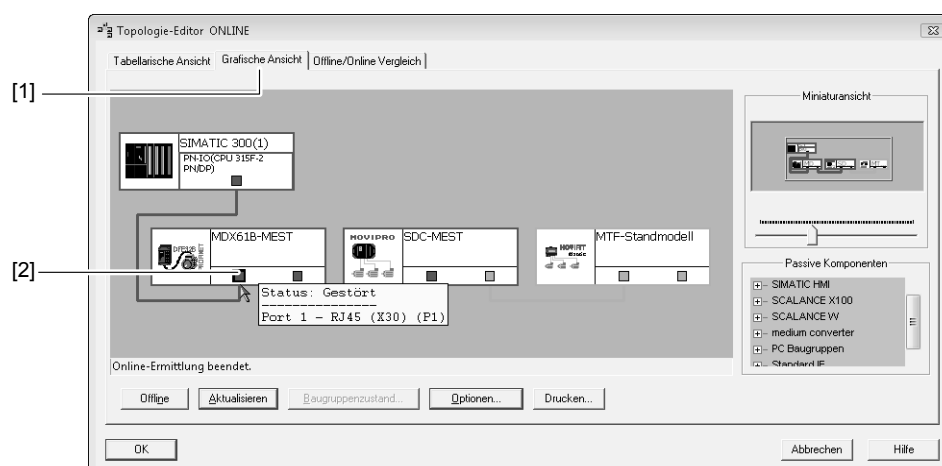 Topologie-Editor ONLINE
Tabellarische Ansicht Grafische Ansicht Offline/Online Vergleich
[1]
Miniaturansicht
SIMATIC 300(1)
PN-IO(CPU 315F-2
PN/DP)
MDX61B-MEST
MOVIPRO
SDC-MEST
MOVIFIT
MTF-Standmodell
[2]
Status: Gestört
Port 1 - RJ45 (X30) (P1)
Passive Komponenten
SIMATIC HMI
SCALANCE X100
SCALANCE W
medium converter
PC Baugruppen
Standard IE
Online-Ermittlung beendet.
Offline Aktualisieren Baugruppenzustand... Optionen... Drucken...
OK Abbrechen Hilfe